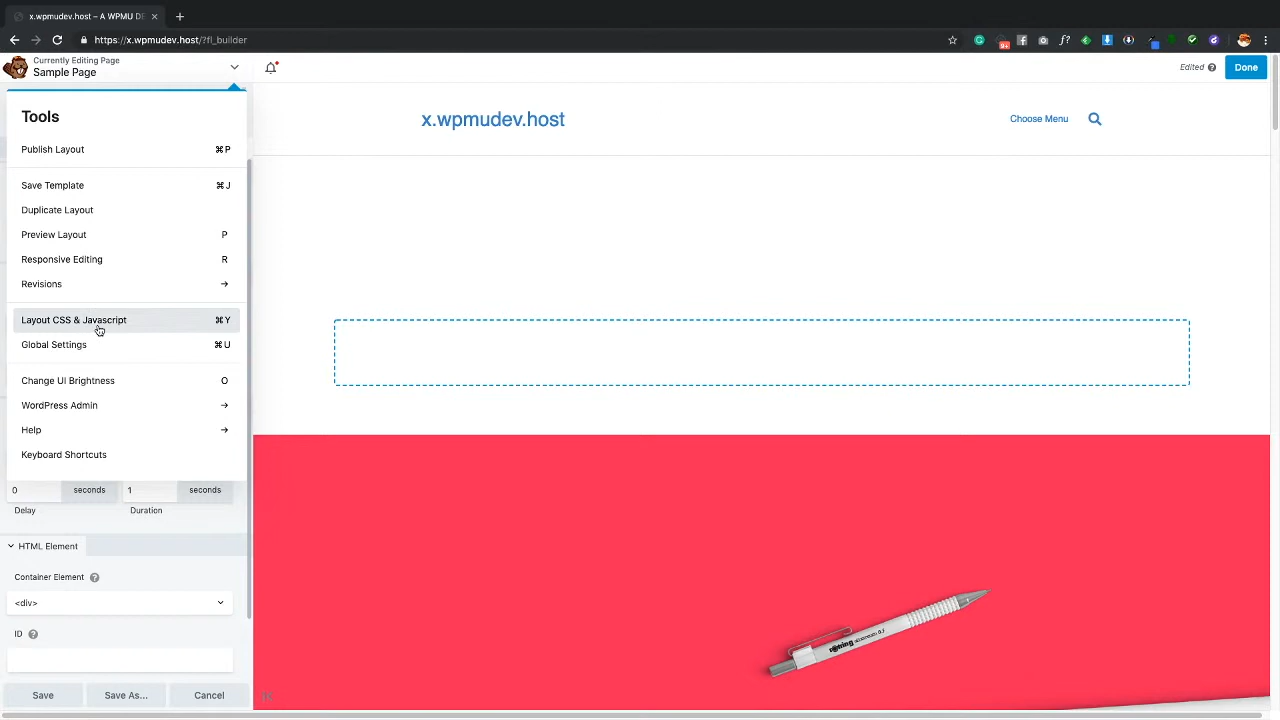 x.wpmudev.host – A WPMU DE
https://x.wpmudev.host/?fl_builder
Currently Editing Page
Sample Page
Edited
Done
Tools
Publish Layout ⌘P
Save Template ⌘J
Duplicate Layout
Preview Layout P
Responsive Editing R
Revisions →
Layout CSS & Javascript ⌘Y
Global Settings ⌘U
Change UI Brightness O
WordPress Admin →
Help →
Keyboard Shortcuts
0 seconds 1 seconds
Delay Duration
HTML Element
Container Element
<div>
ID
Save Save As... Cancel
x.wpmudev.host
Choose Menu
rotring